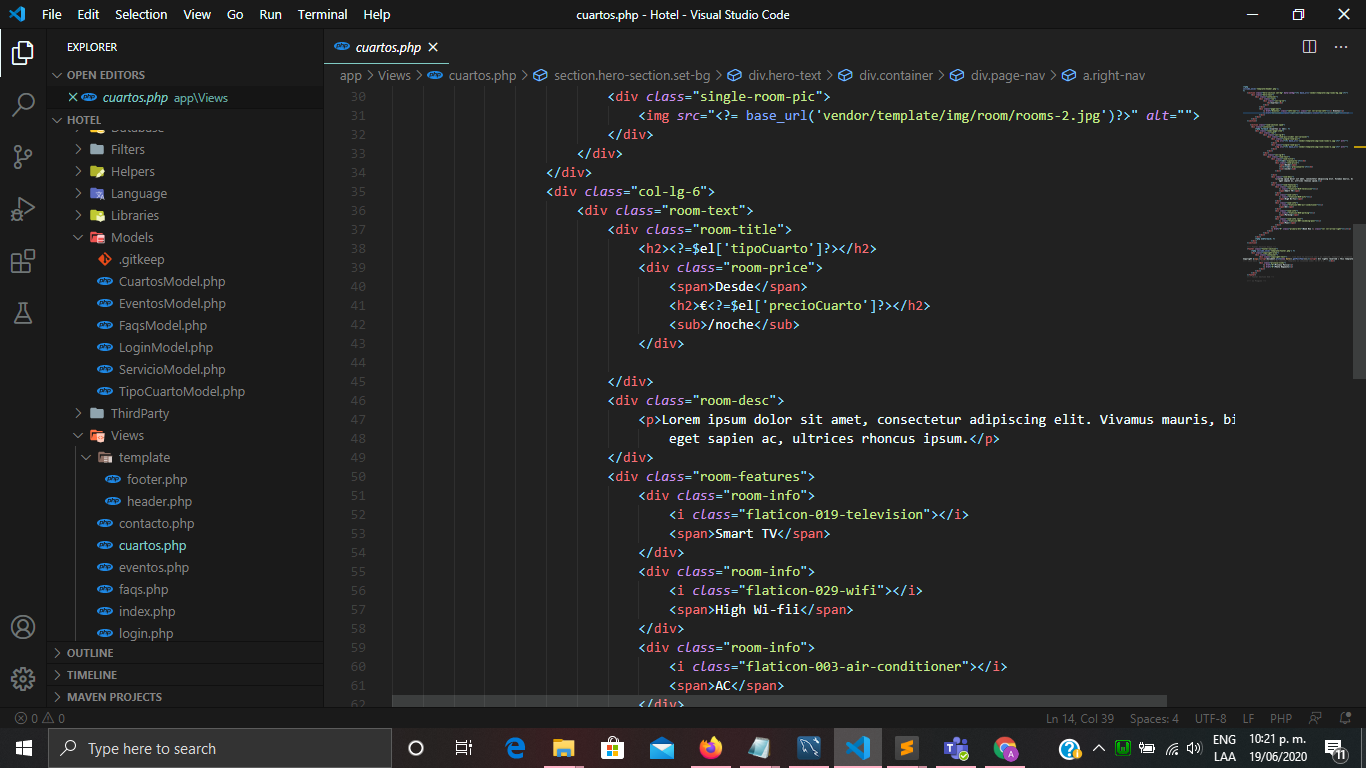 File Edit Selection View Go Run Terminal Help cuartos.php - Hotel - Visual Studio Code
EXPLORER
OPEN EDITORS
cuartos.php app\Views
HOTEL
Database
Filters
Helpers
Language
Libraries
Models
.gitkeep
CuartosModel.php
EventosModel.php
FaqsModel.php
LoginModel.php
ServicioModel.php
TipoCuartoModel.php
ThirdParty
Views
template
footer.php
header.php
contacto.php
cuartos.php
eventos.php
faqs.php
index.php
login.php
OUTLINE
TIMELINE
MAVEN PROJECTS
cuartos.php
app > Views > cuartos.php > section.hero-section.set-bg > div.hero-text > div.container > div.page-nav > a.right-nav
30 <div class="single-room-pic">
31 <img src="<?= base_url('vendor/template/img/room/rooms-2.jpg')?>" alt="">
32 </div>
33 </div>
34 </div>
35 <div class="col-lg-6">
36 <div class="room-text">
37 <div class="room-title">
38 <h2><?=$el['tipoCuarto']?></h2>
39 <div class="room-price">
40 <span>Desde</span>
41 <h2>€<?=$el['precioCuarto']?></h2>
42 <sub>/noche</sub>
43 </div>
44
45 </div>
46 <div class="room-desc">
47 <p>Lorem ipsum dolor sit amet, consectetur adipiscing elit. Vivamus mauris, bi
48 eget sapien ac, ultrices rhoncus ipsum.</p>
49 </div>
50 <div class="room-features">
51 <div class="room-info">
52 <i class="flaticon-019-television"></i>
53 <span>Smart TV</span>
54 </div>
55 <div class="room-info">
56 <i class="flaticon-029-wifi"></i>
57 <span>High Wi-fii</span>
58 </div>
59 <div class="room-info">
60 <i class="flaticon-003-air-conditioner"></i>
61 <span>AC</span>
62 </div>
0 0 Ln 14, Col 39 Spaces: 4 UTF-8 LF PHP
Type here to search
ENG 10:21 p. m.
LAA 19/06/2020
11